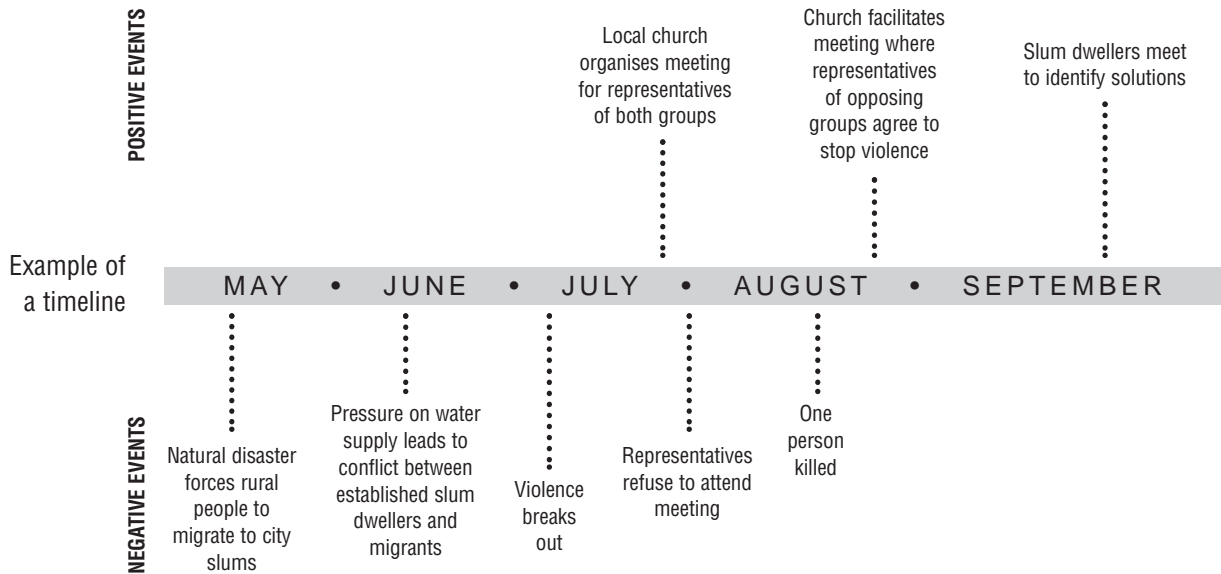 POSITIVE EVENTS
Local church
organises meeting
for representatives
of both groups
Church facilitates
meeting where
representatives
of opposing
groups agree to
stop violence
Slum dwellers meet
to identify solutions
Example of
a timeline
MAY • JUNE • JULY • AUGUST • SEPTEMBER
NEGATIVE EVENTS
Natural disaster
forces rural
people to
migrate to city
slums
Pressure on water
supply leads to
conflict between
established slum
dwellers and
migrants
Violence
breaks
out
Representatives
refuse to attend
meeting
One
person
killed